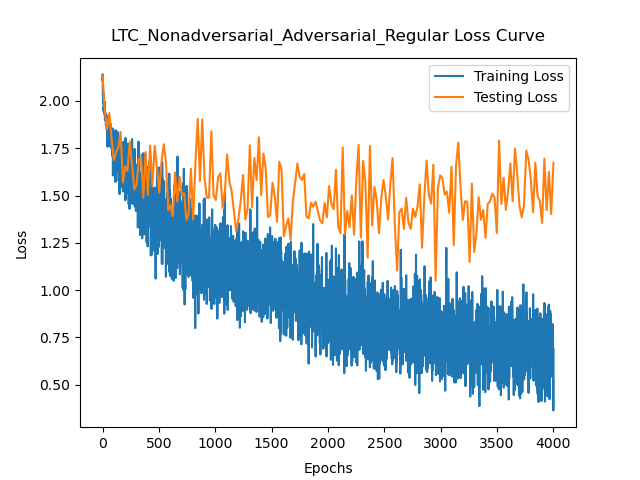 LTC_Nonadversarial_Adversarial_Regular Loss Curve
Training Loss
Testing Loss
2.00
1.75
1.50
1.25
1.00
0.75
0.50
Loss
0 500 1000 1500 2000 2500 3000 3500 4000
Epochs